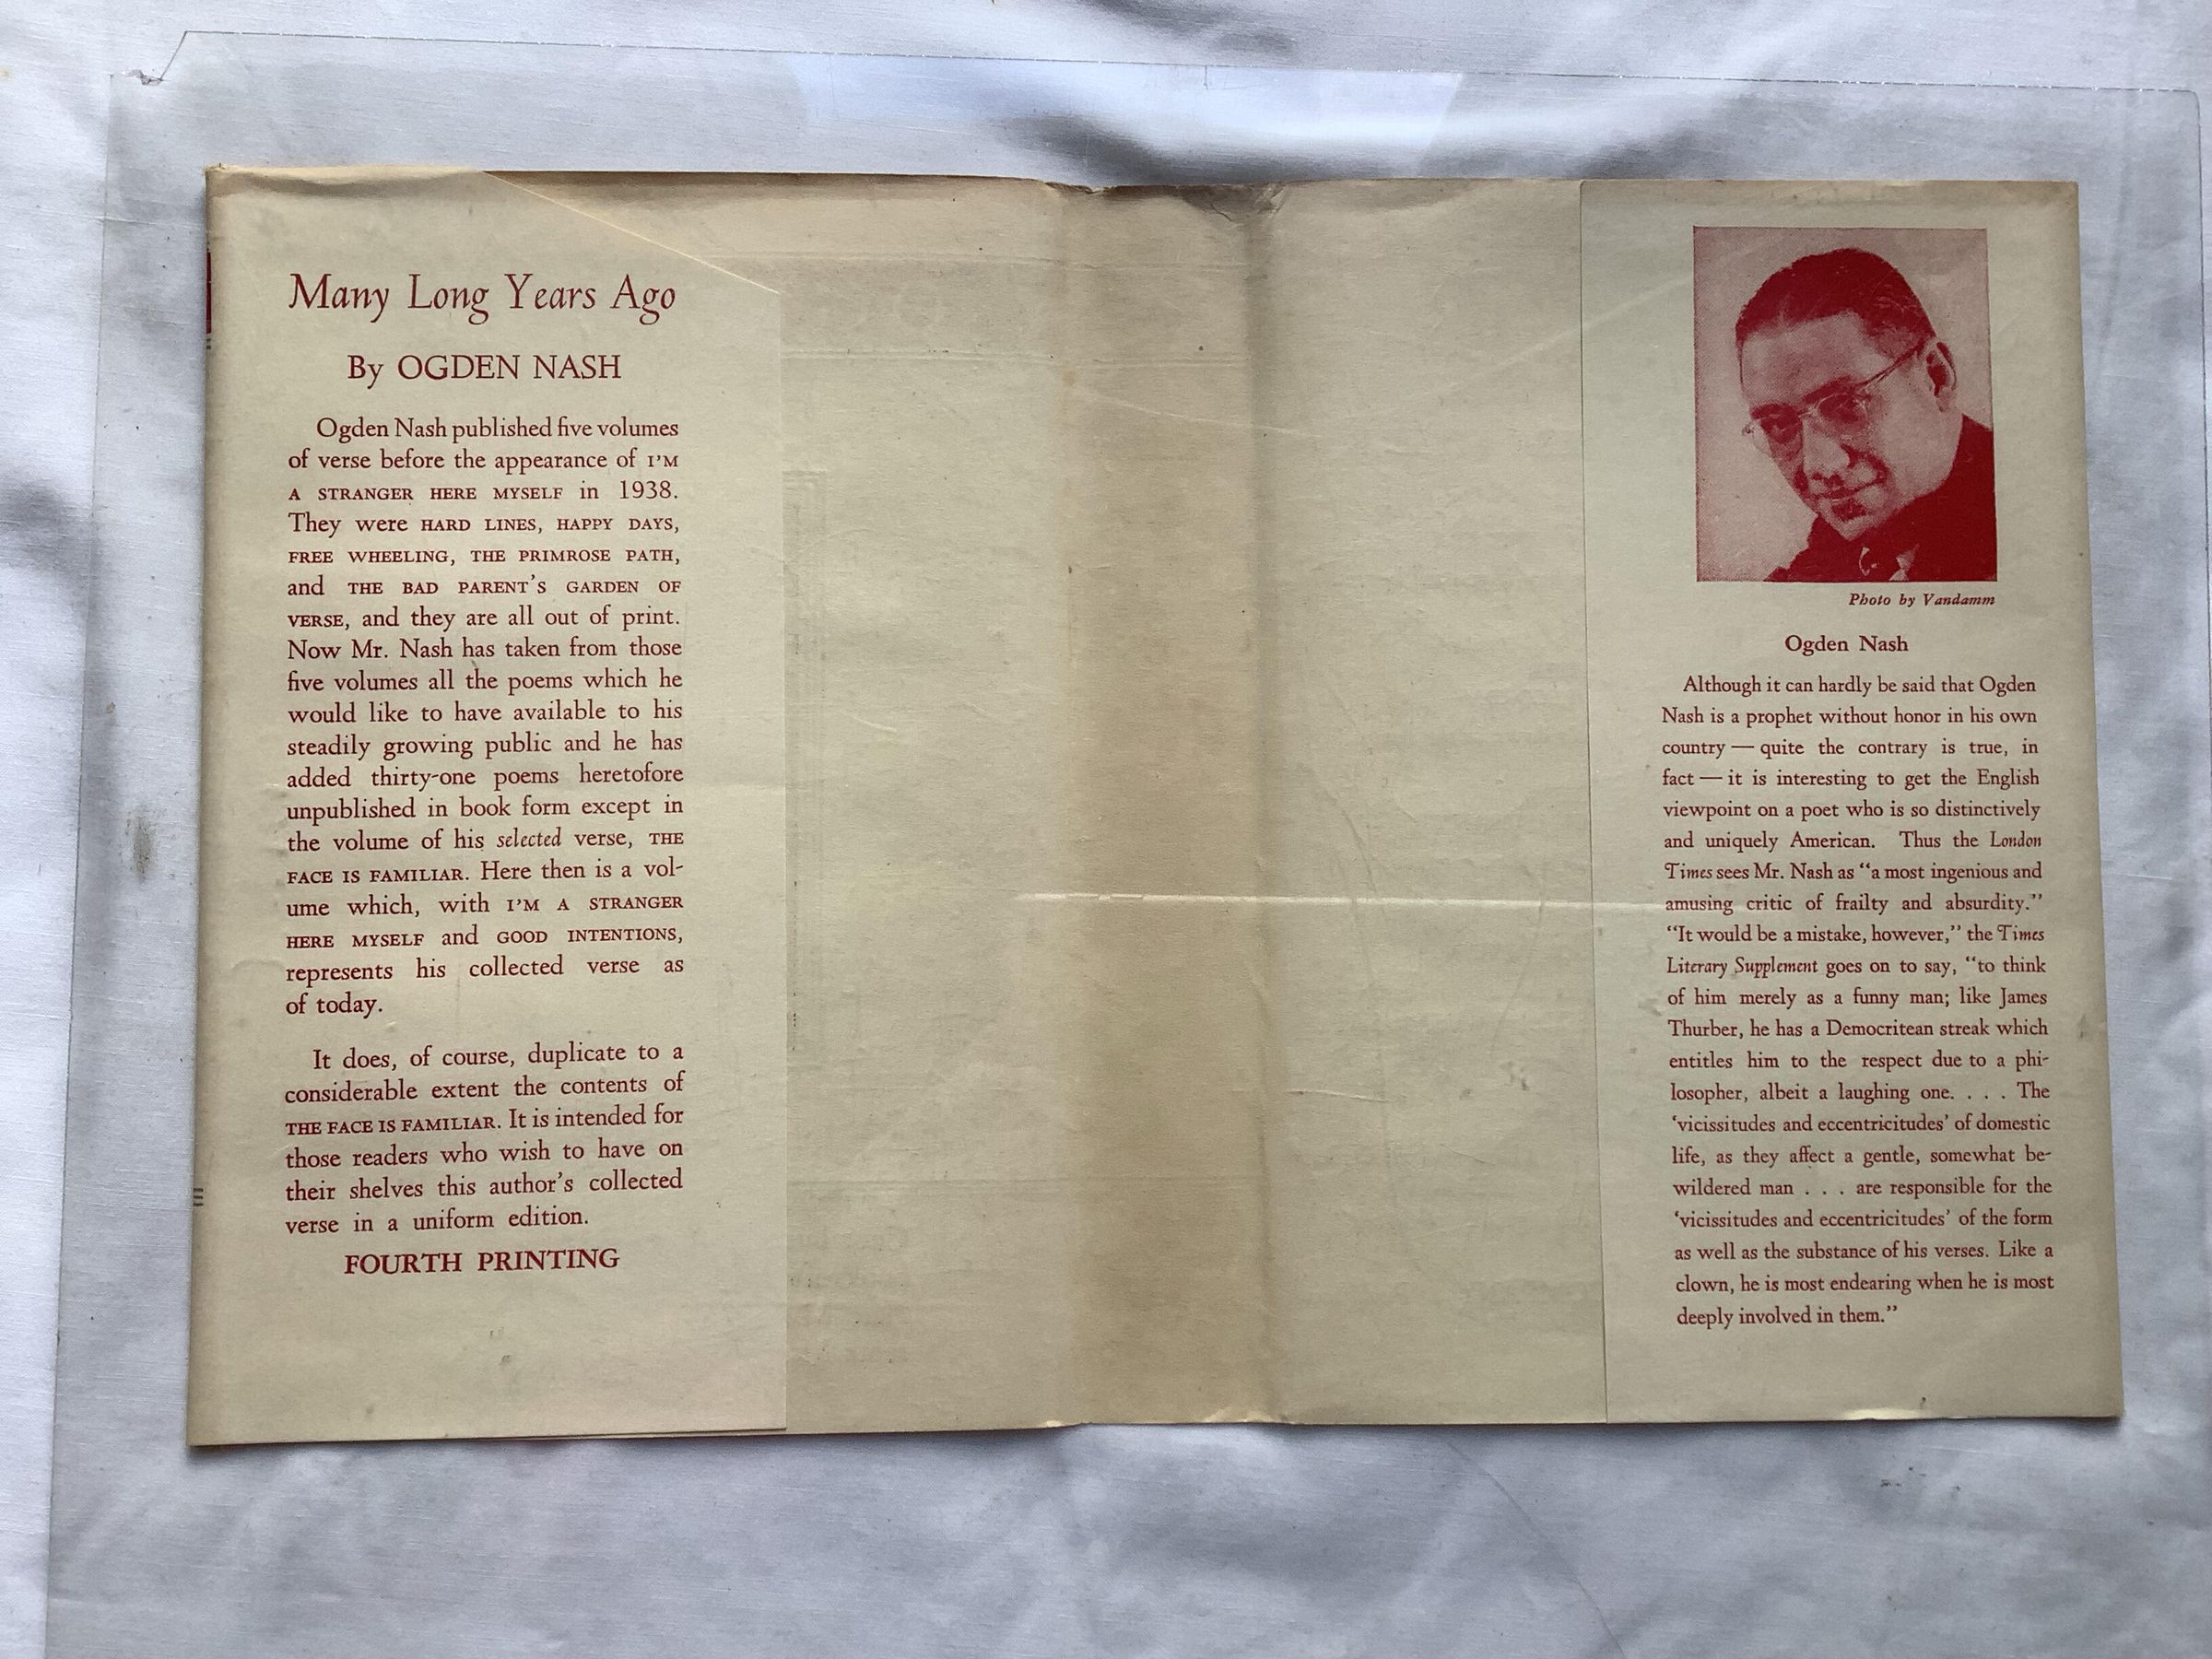 Many Long Years Ago
By OGDEN NASH
Ogden Nash published five volumes
of verse before the appearance of I'M
A STRANGER HERE MYSELF in 1938.
They were HARD LINES, HAPPY DAYS,
FREE WHEELING, THE PRIMROSE PATH,
and THE BAD PARENT'S GARDEN OF
VERSE, and they are all out of print.
Now Mr. Nash has taken from those
five volumes all the poems which he
would like to have available to his
steadily growing public and he has
added thirty-one poems heretofore
unpublished in book form except in
the volume of his selected verse, THE
FACE IS FAMILIAR. Here then is a vol-
ume which, with I'M A STRANGER
HERE MYSELF and GOOD INTENTIONS,
represents his collected verse as
of today.
It does, of course, duplicate to a
considerable extent the contents of
THE FACE IS FAMILIAR. It is intended for
those readers who wish to have on
their shelves this author's collected
verse in a uniform edition.
FOURTH PRINTING
Photo by Vandamm
Ogden Nash
Although it can hardly be said that Ogden
Nash is a prophet without honor in his own
country — quite the contrary is true, in
fact — it is interesting to get the English
viewpoint on a poet who is so distinctively
and uniquely American. Thus the London
Times sees Mr. Nash as "a most ingenious and
amusing critic of frailty and absurdity."
"It would be a mistake, however," the Times
Literary Supplement goes on to say, "to think
of him merely as a funny man; like James
Thurber, he has a Democritean streak which
entitles him to the respect due to a phi-
losopher, albeit a laughing one. . . . The
'vicissitudes and eccentricitudes' of domestic
life, as they affect a gentle, somewhat be-
wildered man . . . are responsible for the
'vicissitudes and eccentricitudes' of the form
as well as the substance of his verses. Like a
clown, he is most endearing when he is most
deeply involved in them."